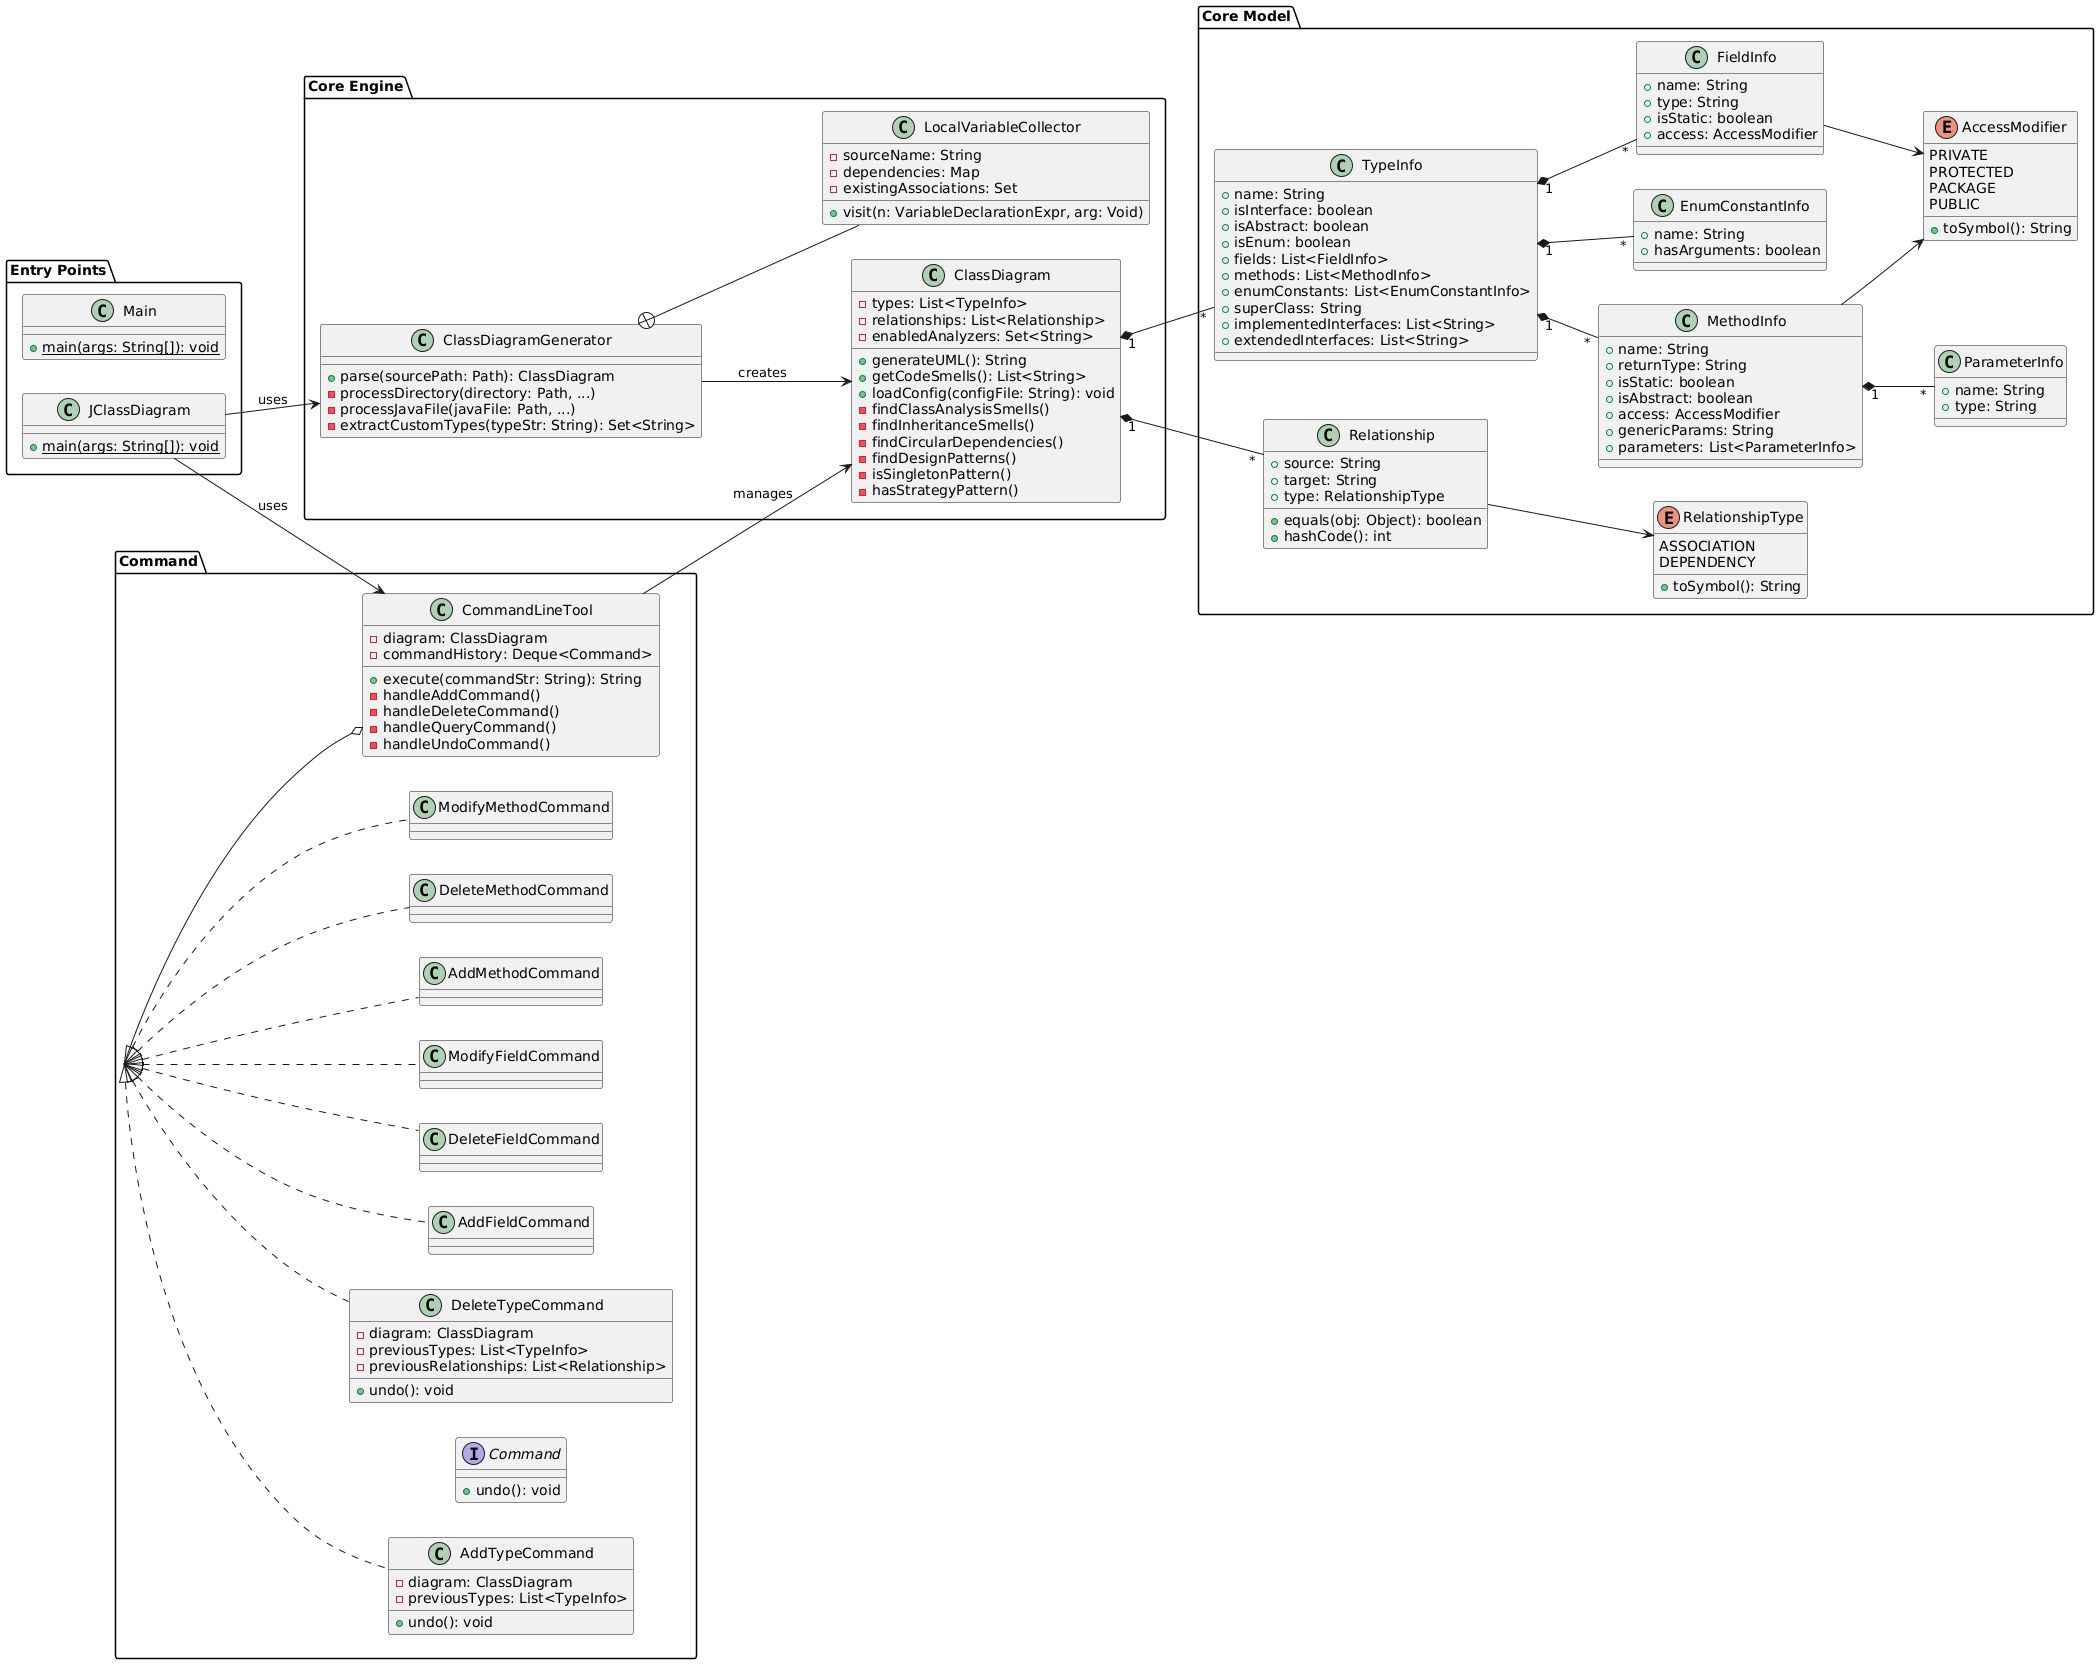 Entry Points
C Main
main(args: String[]): void
C JClassDiagram
main(args: String[]): void
uses
uses
Core Engine
C LocalVariableCollector
sourceName: String
dependencies: Map
existingAssociations: Set
visit(n: VariableDeclarationExpr, arg: Void)
C ClassDiagramGenerator
parse(sourcePath: Path): ClassDiagram
processDirectory(directory: Path, ...)
processJavaFile(javaFile: Path, ...)
extractCustomTypes(typeStr: String): Set<String>
creates
manages
C ClassDiagram
types: List<TypeInfo>
relationships: List<Relationship>
enabledAnalyzers: Set<String>
generateUML(): String
getCodeSmells(): List<String>
loadConfig(configFile: String): void
findClassAnalysisSmells()
findInheritanceSmells()
findCircularDependencies()
findDesignPatterns()
isSingletonPattern()
hasStrategyPattern()
1
*
1
*
Core Model
C TypeInfo
name: String
isInterface: boolean
isAbstract: boolean
isEnum: boolean
fields: List<FieldInfo>
methods: List<MethodInfo>
enumConstants: List<EnumConstantInfo>
superClass: String
implementedInterfaces: List<String>
extendedInterfaces: List<String>
1
*
1
*
1
*
C FieldInfo
name: String
type: String
isStatic: boolean
access: AccessModifier
C EnumConstantInfo
name: String
hasArguments: boolean
C MethodInfo
name: String
returnType: String
isStatic: boolean
isAbstract: boolean
access: AccessModifier
genericParams: String
parameters: List<ParameterInfo>
1
*
E AccessModifier
PRIVATE
PROTECTED
PACKAGE
PUBLIC
toSymbol(): String
C ParameterInfo
name: String
type: String
C Relationship
source: String
target: String
type: RelationshipType
equals(obj: Object): boolean
hashCode(): int
E RelationshipType
ASSOCIATION
DEPENDENCY
toSymbol(): String
Command
C CommandLineTool
diagram: ClassDiagram
commandHistory: Deque<Command>
execute(commandStr: String): String
handleAddCommand()
handleDeleteCommand()
handleQueryCommand()
handleUndoCommand()
C ModifyMethodCommand
C DeleteMethodCommand
C AddMethodCommand
C ModifyFieldCommand
C DeleteFieldCommand
C AddFieldCommand
C DeleteTypeCommand
diagram: ClassDiagram
previousTypes: List<TypeInfo>
previousRelationships: List<Relationship>
undo(): void
I Command
undo(): void
C AddTypeCommand
diagram: ClassDiagram
previousTypes: List<TypeInfo>
undo(): void